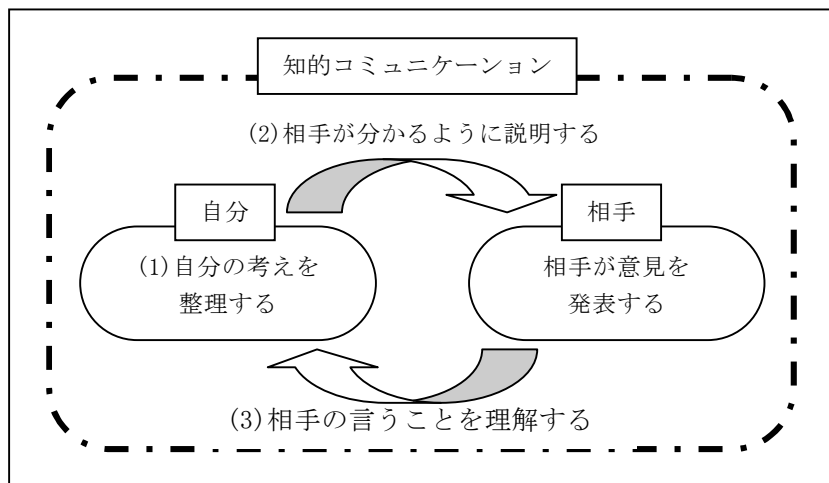 知的コミュニケーション
(2)相手が分かるように説明する
自分
相手
(1)自分の考えを
整理する
相手が意見を
発表する
(3)相手の言うことを理解する